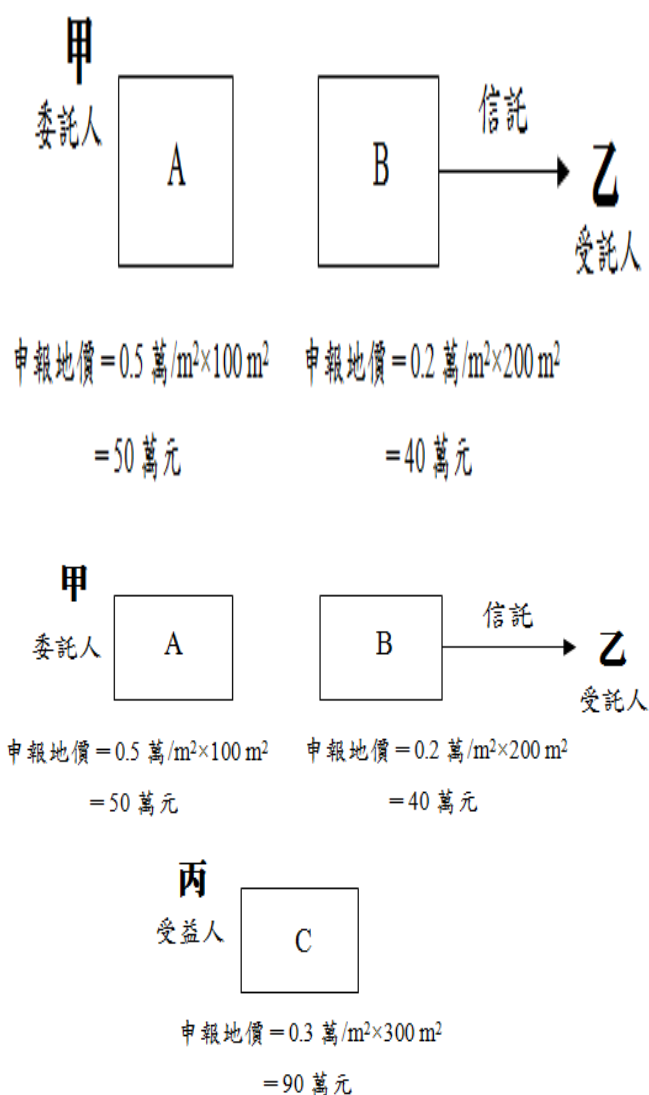 甲
委託人
A
B
信託
乙
受託人
申報地價＝0.5 萬/m²×100 m²
＝50 萬元
申報地價＝0.2 萬/m²×200 m²
＝40 萬元
甲
委託人
A
B
信託
乙
受託人
申報地價＝0.5 萬/m²×100 m²
＝50 萬元
申報地價＝0.2 萬/m²×200 m²
＝40 萬元
丙
受益人
C
申報地價＝0.3 萬/m²×300 m²
＝90 萬元